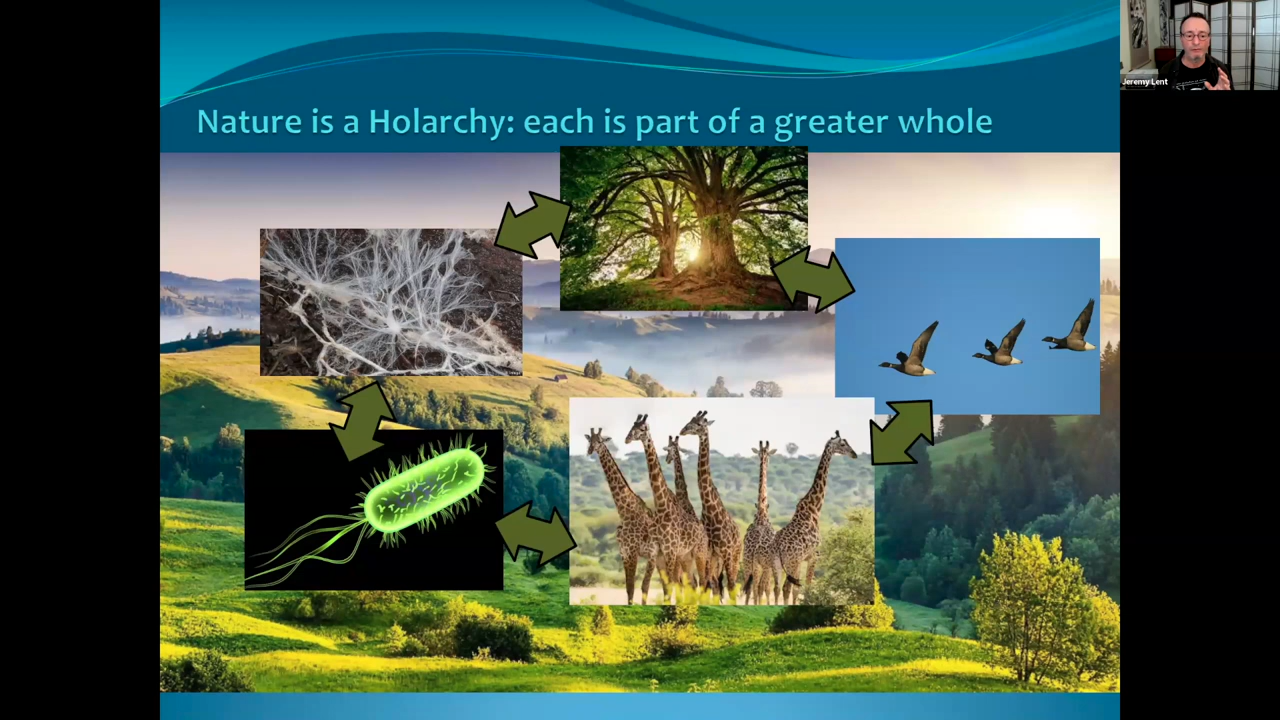 Nature is a Holarchy: each is part of a greater whole
Jeremy Lent